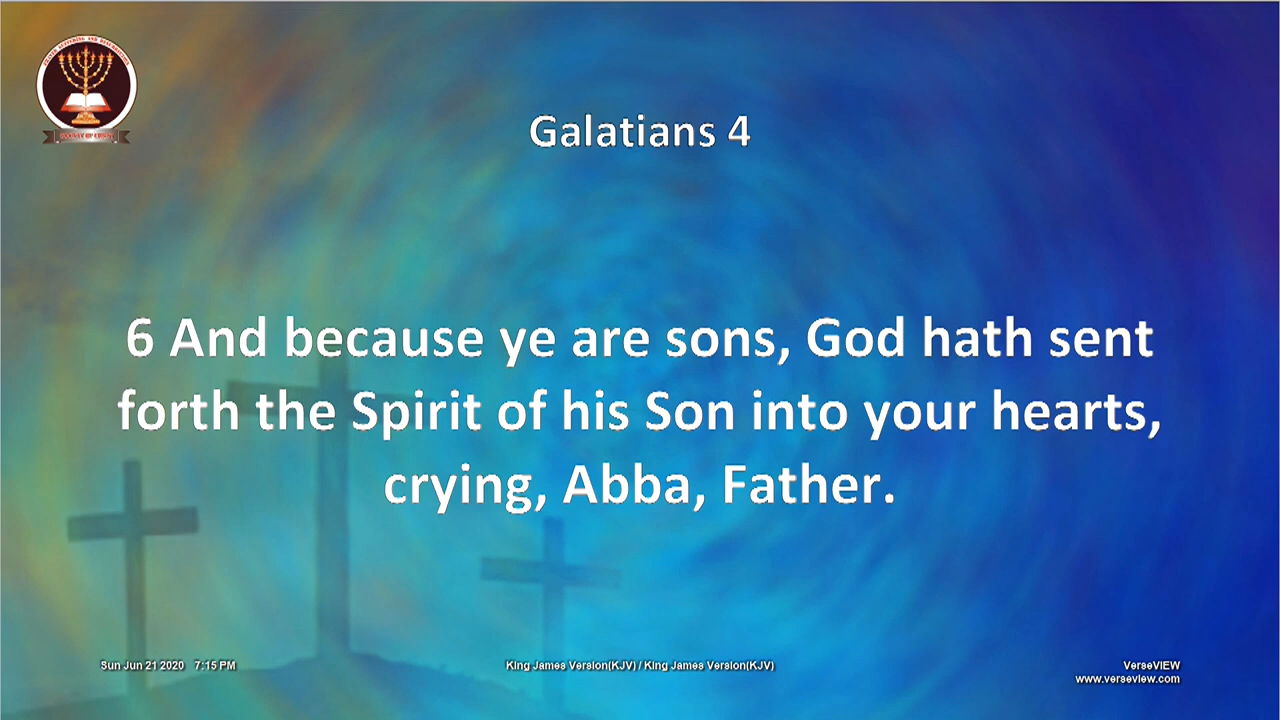 Galatians 4
6 And because ye are sons, God hath sent
forth the Spirit of his Son into your hearts,
crying, Abba, Father.
Sun Jun 21 2020 7:15 PM
King James Version(KJV) / King James Version(KJV)
VerseVIEW
www.verseview.com